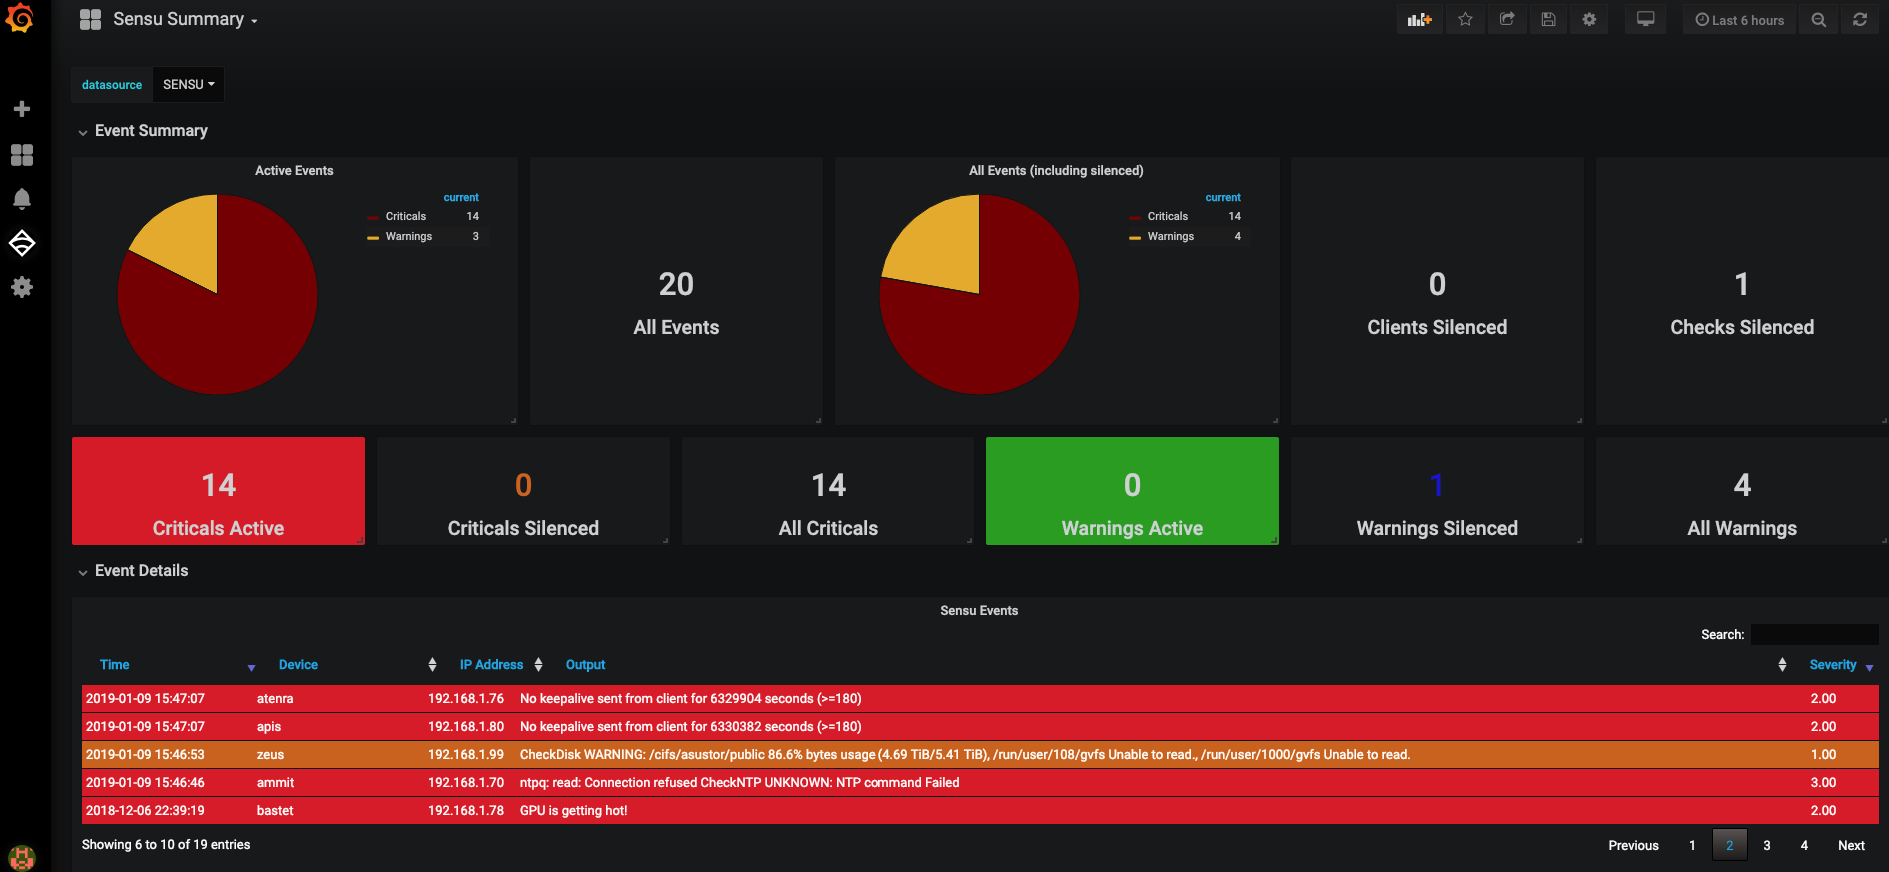 Sensu Summary
Last 6 hours
datasource SENSU
Event Summary
Active Events
current
Criticals 14
Warnings 3
20
All Events
All Events (including silenced)
current
Criticals 14
Warnings 4
0
Clients Silenced
1
Checks Silenced
14
Criticals Active
0
Criticals Silenced
14
All Criticals
0
Warnings Active
1
Warnings Silenced
4
All Warnings
Event Details
Sensu Events
Search:
Time Device IP Address Output Severity
2019-01-09 15:47:07 atenra 192.168.1.76 No keepalive sent from client for 6329904 seconds (>=180) 2.00
2019-01-09 15:47:07 apis 192.168.1.80 No keepalive sent from client for 6330382 seconds (>=180) 2.00
2019-01-09 15:46:53 zeus 192.168.1.99 CheckDisk WARNING: /cifs/asustor/public 86.6% bytes usage (4.69 TiB/5.41 TiB), /run/user/108/gvfs Unable to read., /run/user/1000/gvfs Unable to read. 1.00
2019-01-09 15:46:46 ammit 192.168.1.70 ntpq: read: Connection refused CheckNTP UNKNOWN: NTP command Failed 3.00
2018-12-06 22:39:19 bastet 192.168.1.78 GPU is getting hot! 2.00
Showing 6 to 10 of 19 entries
Previous 1 2 3 4 Next